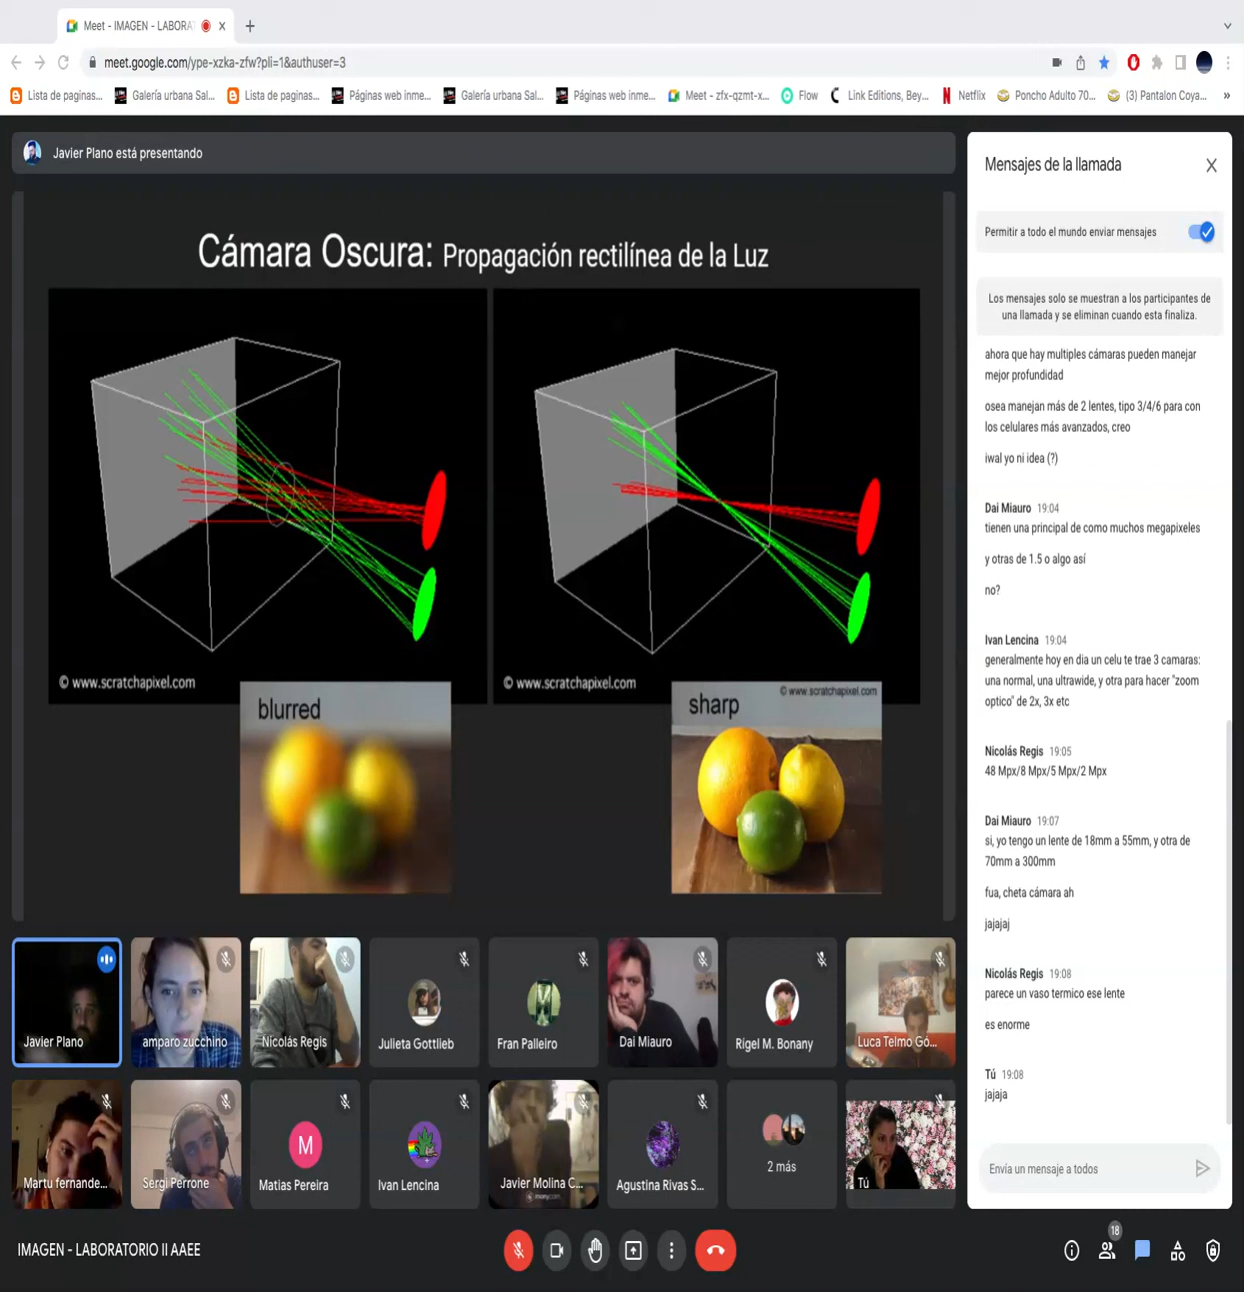 Meet - IMAGEN - LABORA
meet.google.com/ype-xzka-zfw?pli=1&authuser=3
Lista de paginas...
Galería urbana Sal...
Lista de paginas...
Páginas web inme...
Galería urbana Sal...
Páginas web inme...
Meet - zfx-qzmt-x...
Flow
Link Editions, Bey...
Netflix
Poncho Adulto 70...
(3) Pantalon Coya...
»
Javier Plano está presentando
Cámara Oscura: Propagación rectilínea de la Luz
© www.scratchapixel.com
© www.scratchapixel.com
blurred
sharp
© www.scratchapixel.com
Javier Plano
amparo zucchino
Nicolás Regis
Julieta Gottlieb
Fran Palleiro
Dai Miauro
Rigel M. Bonany
Luca Telmo Gó...
Martu fernande...
Sergi Perrone
M
Matias Pereira
Ivan Lencina
Javier Molina C...
Agustina Rivas S...
2 más
Tú
IMAGEN - LABORATORIO II AAEE
18
Mensajes de la llamada
Permitir a todo el mundo enviar mensajes
Los mensajes solo se muestran a los participantes de
una llamada y se eliminan cuando esta finaliza.
ahora que hay multiples cámaras pueden manejar
mejor profundidad
osea manejan más de 2 lentes, tipo 3/4/6 para con
los celulares más avanzados, creo
iwal yo ni idea (?)
Dai Miauro 19:04
tienen una principal de como muchos megapixeles
y otras de 1.5 o algo así
no?
Ivan Lencina 19:04
generalmente hoy en dia un celu te trae 3 camaras:
una normal, una ultrawide, y otra para hacer "zoom
optico" de 2x, 3x etc
Nicolás Regis 19:05
48 Mpx/8 Mpx/5 Mpx/2 Mpx
Dai Miauro 19:07
si, yo tengo un lente de 18mm a 55mm, y otra de
70mm a 300mm
fua, cheta cámara ah
jajajaj
Nicolás Regis 19:08
parece un vaso termico ese lente
es enorme
Tú 19:08
jajaja
Envía un mensaje a todos